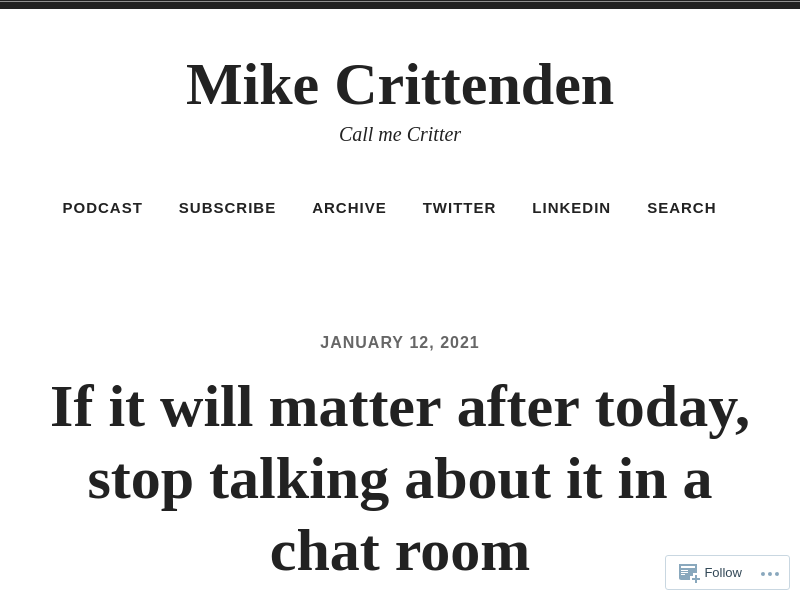 Mike Crittenden
Call me Critter
PODCAST SUBSCRIBE ARCHIVE TWITTER LINKEDIN SEARCH
JANUARY 12, 2021
If it will matter after today,
stop talking about it in a
chat room
Follow